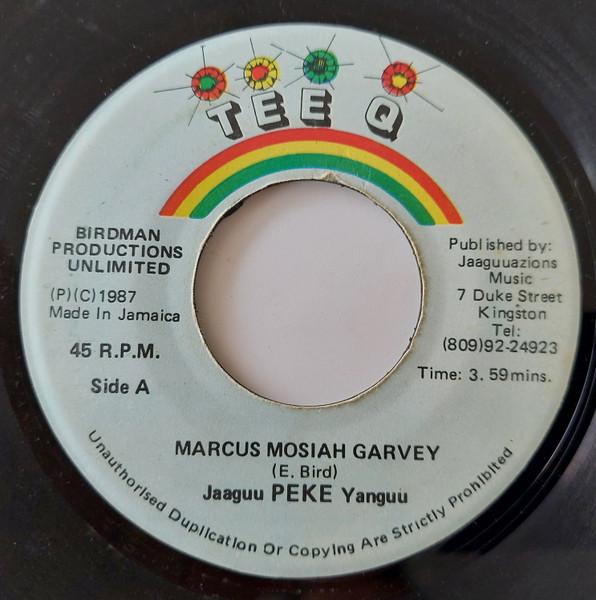 TEE Q
BIRDMAN
PRODUCTIONS
UNLIMITED
(P)(C)1987
Made In Jamaica
45 R.P.M.
Side A
Published by:
Jaaguuazions
Music
7 Duke Street
Kingston
Tel:
(809)92-24923
Time: 3.59mins.
MARCUS MOSIAH GARVEY
(E. Bird)
Jaaguu PEKE Yanguu
Unauthorised Duplication Or Copying Are Strictly Prohibited